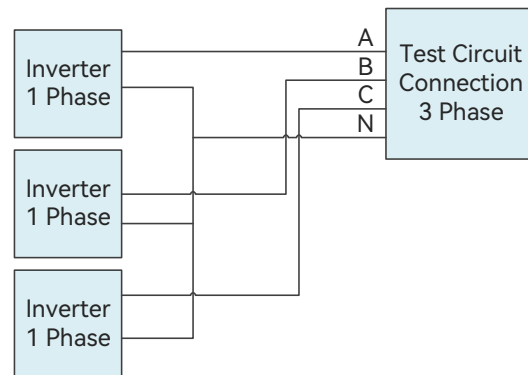 Inverter
1 Phase
A
B
C
N
Test Circuit
Connection
3 Phase
Inverter
1 Phase
Inverter
1 Phase